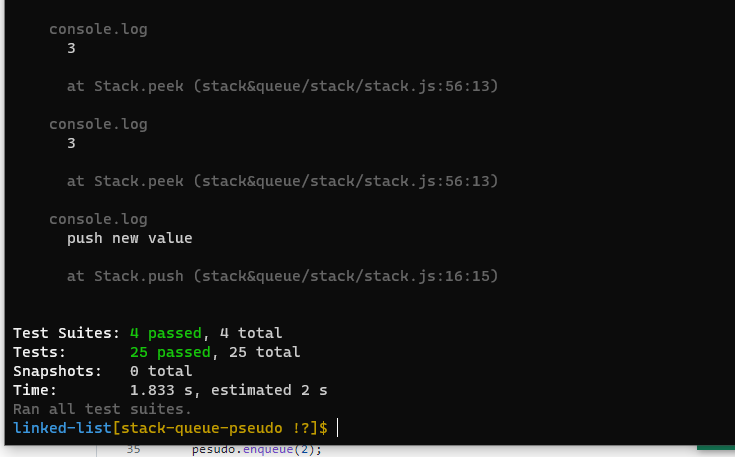 console.log
3
at Stack.peek (stack&queue/stack/stack.js:56:13)
console.log
3
at Stack.peek (stack&queue/stack/stack.js:56:13)
console.log
push new value
at Stack.push (stack&queue/stack/stack.js:16:15)
Test Suites: 4 passed, 4 total
Tests:       25 passed, 25 total
Snapshots:   0 total
Time:        1.833 s, estimated 2 s
Ran all test suites.
linked-list[stack-queue-pseudo !?]$
35 pesudo.enqueue(2);